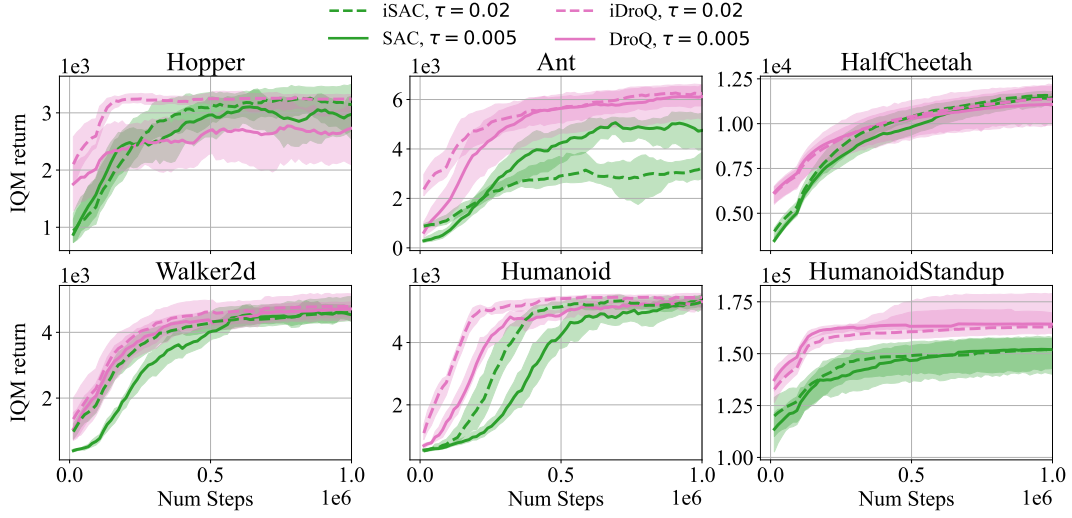 iSAC, τ = 0.02 iDroQ, τ = 0.02
SAC, τ = 0.005 DroQ, τ = 0.005
Hopper Ant HalfCheetah
1e3 1e3 1e4
IQM return
3
2
1
6
4
2
0
1.25
1.00
0.75
0.50
Walker2d Humanoid HumanoidStandup
1e3 1e3 1e5
IQM return
4
2
4
2
1.75
1.50
1.25
1.00
0.0 0.5 1.0 0.0 0.5 1.0 0.0 0.5 1.0
Num Steps 1e6 Num Steps 1e6 Num Steps 1e6